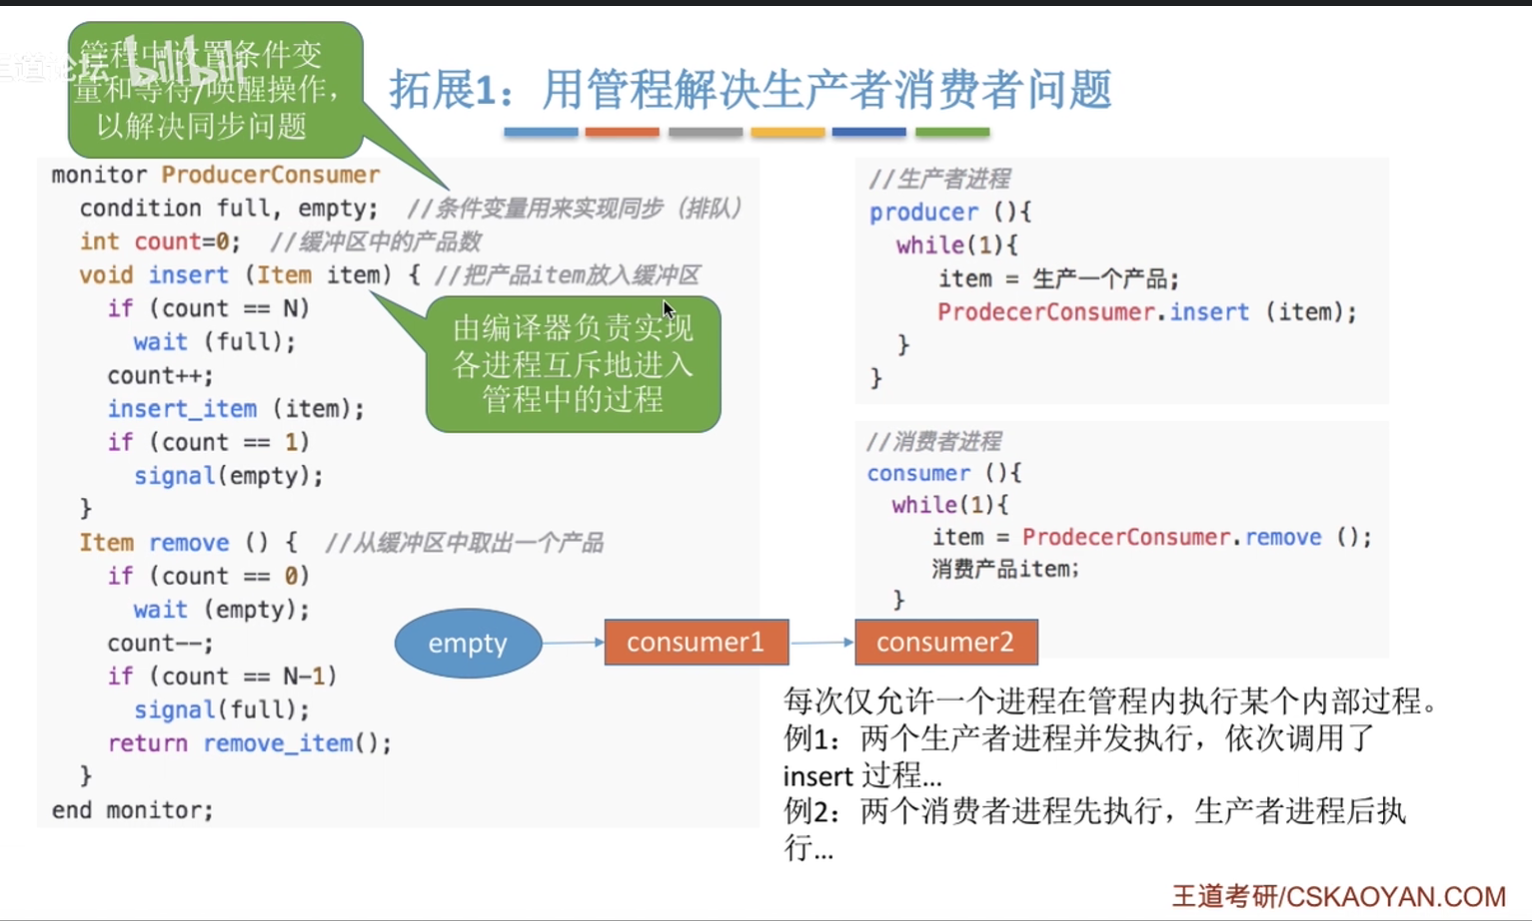 管程中设置条件变
量和等待/唤醒操作，
以解决同步问题
bilibili
拓展1：用管程解决生产者消费者问题
monitor ProducerConsumer
condition full, empty; //条件变量用来实现同步（排队）
int count=0; //缓冲区中的产品数
void insert (Item item) { //把产品item放入缓冲区
if (count == N)
wait (full);
count++;
insert_item (item);
if (count == 1)
signal(empty);
}
Item remove () { //从缓冲区中取出一个产品
if (count == 0)
wait (empty);
count--;
if (count == N-1)
signal(full);
return remove_item();
}
end monitor;
由编译器负责实现
各进程互斥地进入
管程中的过程
//生产者进程
producer (){
while(1){
item = 生产一个产品;
ProdecerConsumer.insert (item);
}
}
//消费者进程
consumer (){
while(1){
item = ProdecerConsumer.remove ();
消费产品item;
}
empty
consumer1
consumer2
每次仅允许一个进程在管程内执行某个内部过程。
例1：两个生产者进程并发执行，依次调用了
insert 过程...
例2：两个消费者进程先执行，生产者进程后执
行...
王道考研/CSKAOYAN.COM